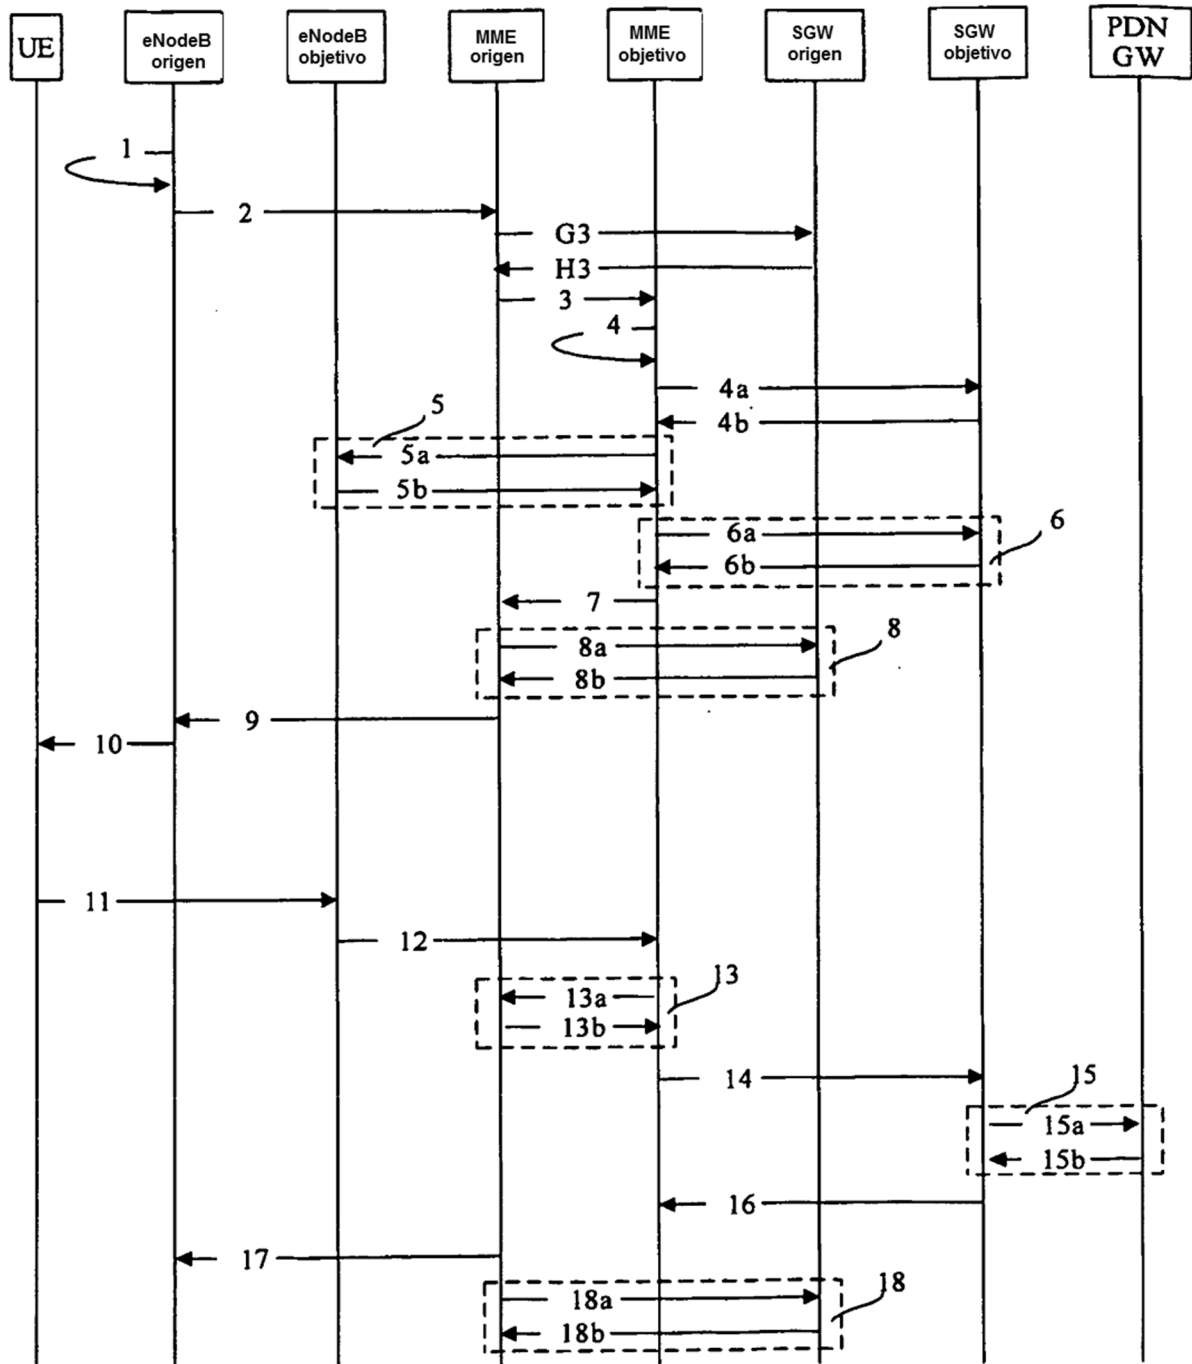 UE
eNodeB
origen
eNodeB
objetivo
MME
origen
MME
objetivo
SGW
origen
SGW
objetivo
PDN
GW
1
2
G3
H3
3
4
4a
4b
5
5a
5b
6
6a
6b
7
8
8a
8b
9
10
11
12
13
13a
13b
14
15
15a
15b
16
17
18
18a
18b